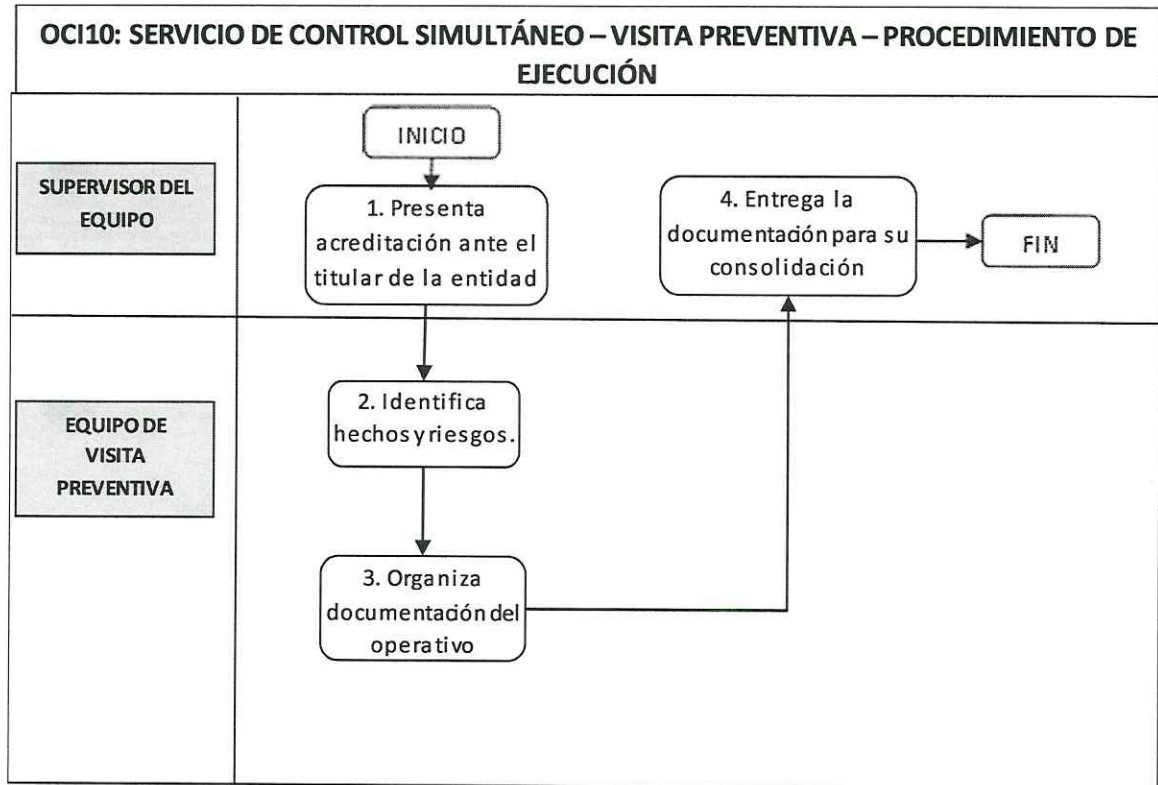 OCI10: SERVICIO DE CONTROL SIMULTÁNEO – VISITA PREVENTIVA – PROCEDIMIENTO DE
EJECUCIÓN
SUPERVISOR DEL
EQUIPO
INICIO
1. Presenta
acreditación ante el
titular de la entidad
4. Entrega la
documentación para su
consolidación
FIN
EQUIPO DE
VISITA
PREVENTIVA
2. Identifica
hechos y riesgos.
3. Organiza
documentación del
operativo